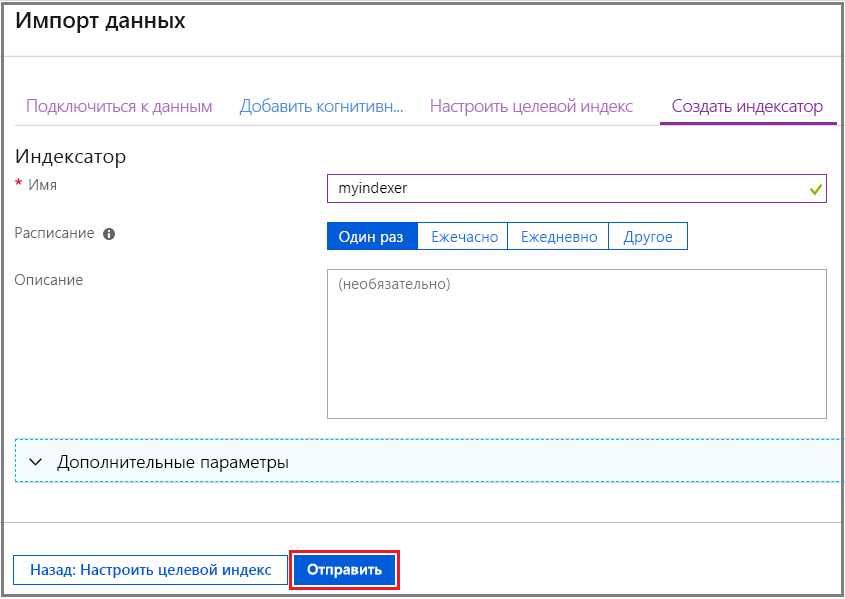 Импорт данных
Подключиться к данным Добавить когнитивн... Настроить целевой индекс Создать индексатор
Индексатор
* Имя myindexer
Расписание Один раз Ежечасно Ежедневно Другое
Описание (необязательно)
Дополнительные параметры
Назад: Настроить целевой индекс Отправить